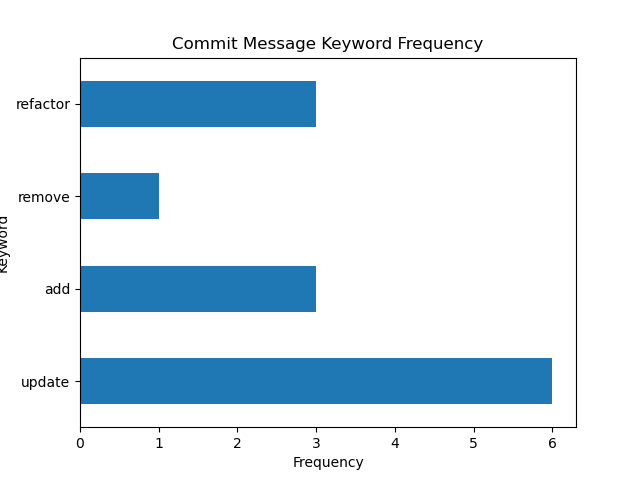 Commit Message Keyword Frequency
refactor
remove
add
update
Keyword
0 1 2 3 4 5 6
Frequency